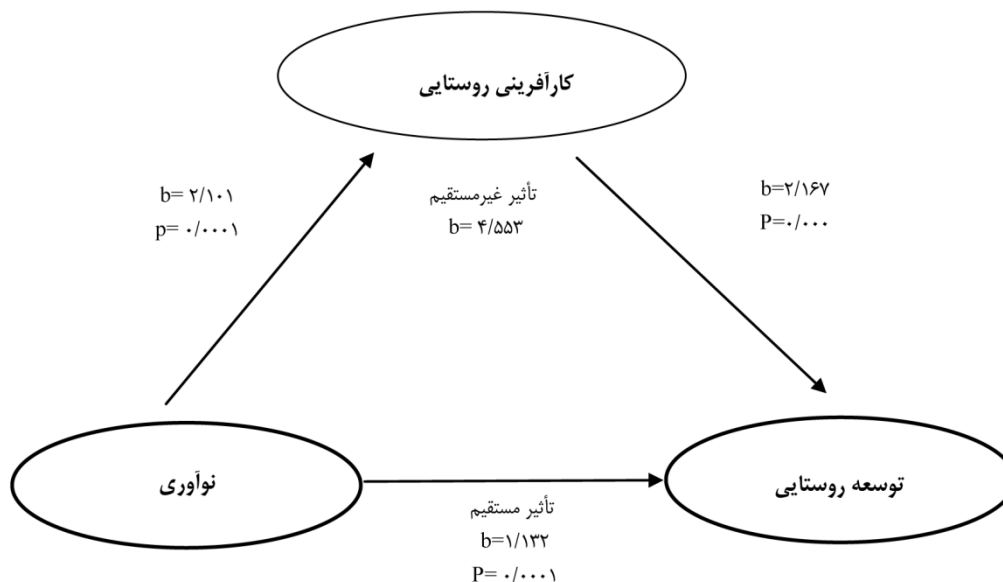 کارآفرینی روستایی
b= ۲/۱۰۱
p= ۰/۰۰۰۱
تأثیر غیرمستقیم
b= ۴/۵۵۳
b=۲/۱۶۷
P=۰/۰۰۰
نوآوری
توسعه روستایی
تأثیر مستقیم
b=۱/۱۳۲
P= ۰/۰۰۰۱